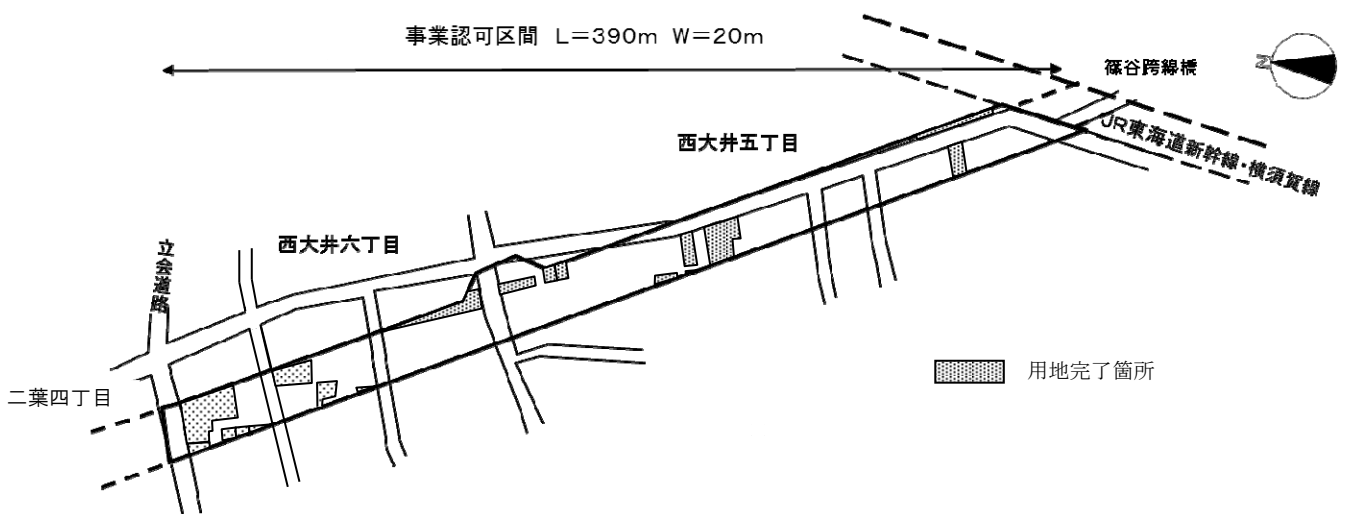 事業認可区間 L=390m W=20m
篠谷跨線橋
N
JR東海道新幹線・横須賀線
西大井五丁目
西大井六丁目
立会道路
二葉四丁目
用地完了箇所